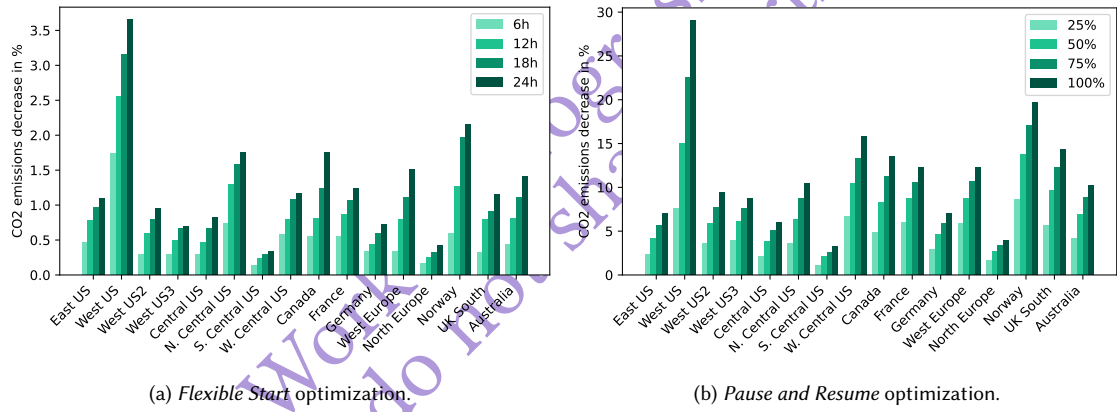 CO2 emissions decrease in %
3.5
3.0
2.5
2.0
1.5
1.0
0.5
0.0
6h
12h
18h
24h
East US
West US
West US2
West US3
Central US
N. Central US
S. Central US
W. Central US
Canada
France
Germany
West Europe
North Europe
Norway
UK South
Australia
(a) Flexible Start optimization.
CO2 emissions decrease in %
30
25
20
15
10
5
0
25%
50%
75%
100%
East US
West US
West US2
West US3
Central US
N. Central US
S. Central US
W. Central US
Canada
France
Germany
West Europe
North Europe
Norway
UK South
Australia
(b) Pause and Resume optimization.
Work
do not